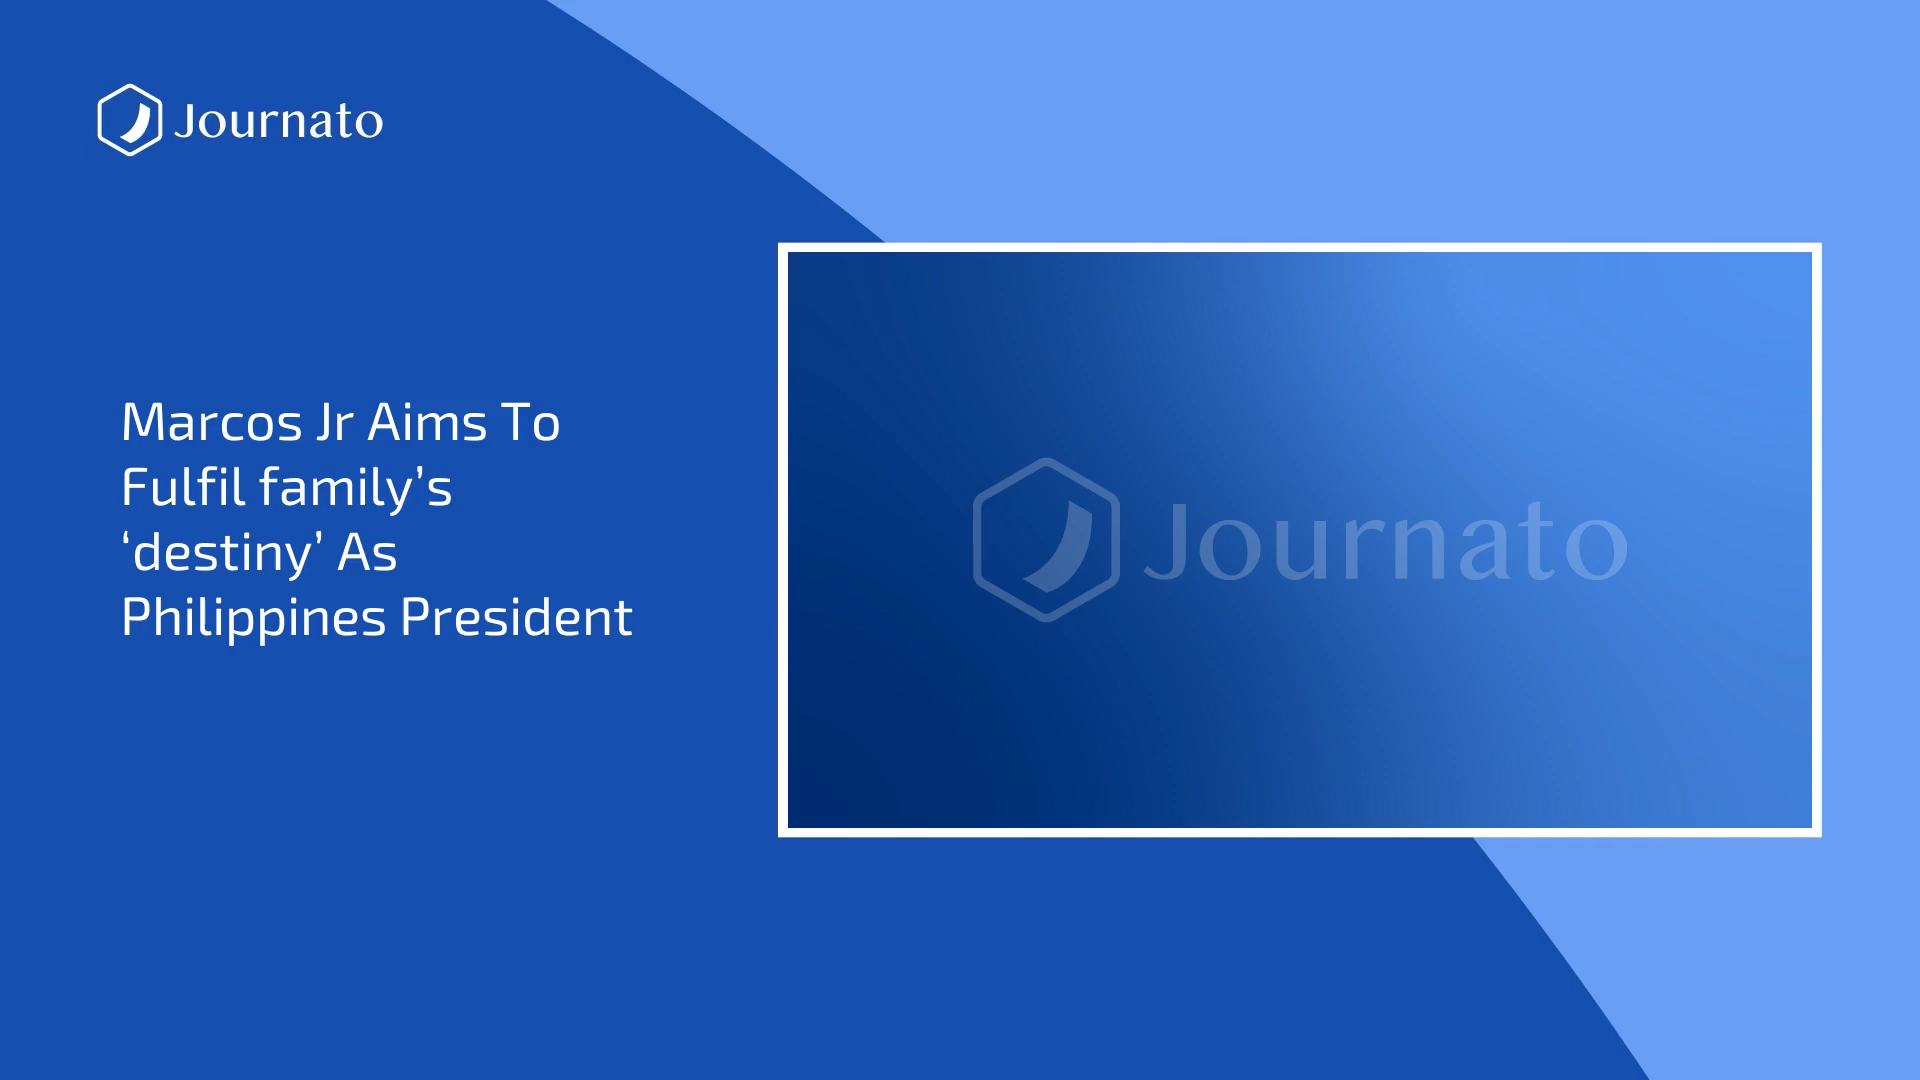 Journato
Marcos Jr Aims To
Fulfil family’s
‘destiny’ As
Philippines President
Journato